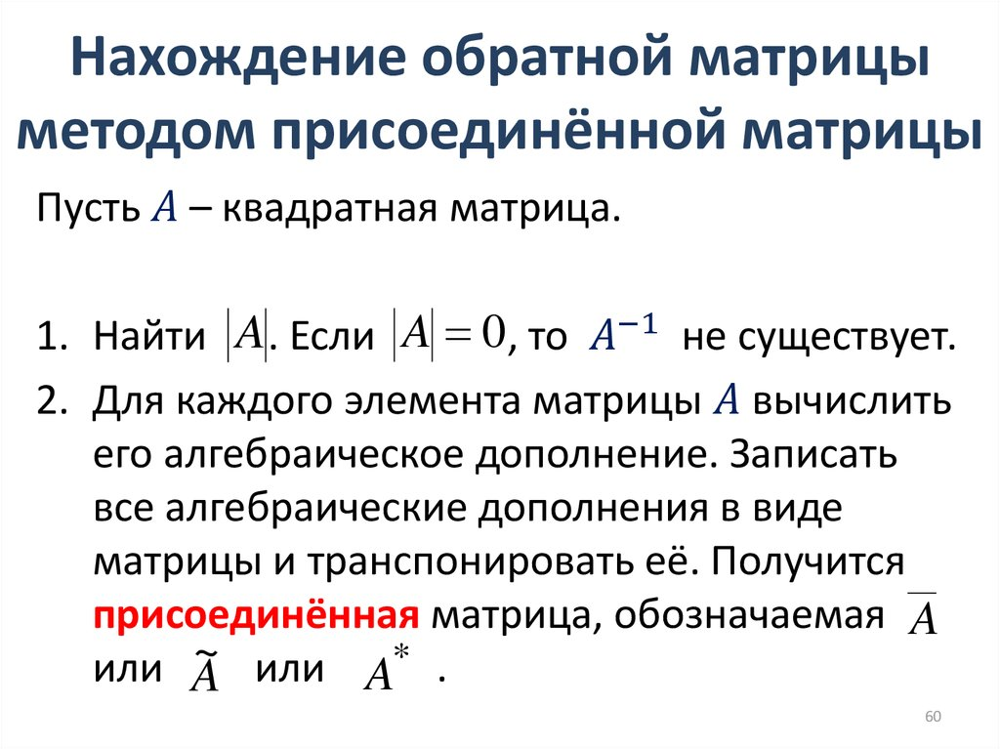 Нахождение обратной матрицы
методом присоединённой матрицы
Пусть A – квадратная матрица.
1. Найти |A|. Если |A| = 0, то A⁻¹ не существует.
2. Для каждого элемента матрицы A вычислить
его алгебраическое дополнение. Записать
все алгебраические дополнения в виде
матрицы и транспонировать её. Получится
присоединённая матрица, обозначаемая A̅
или Ã или A* .
60